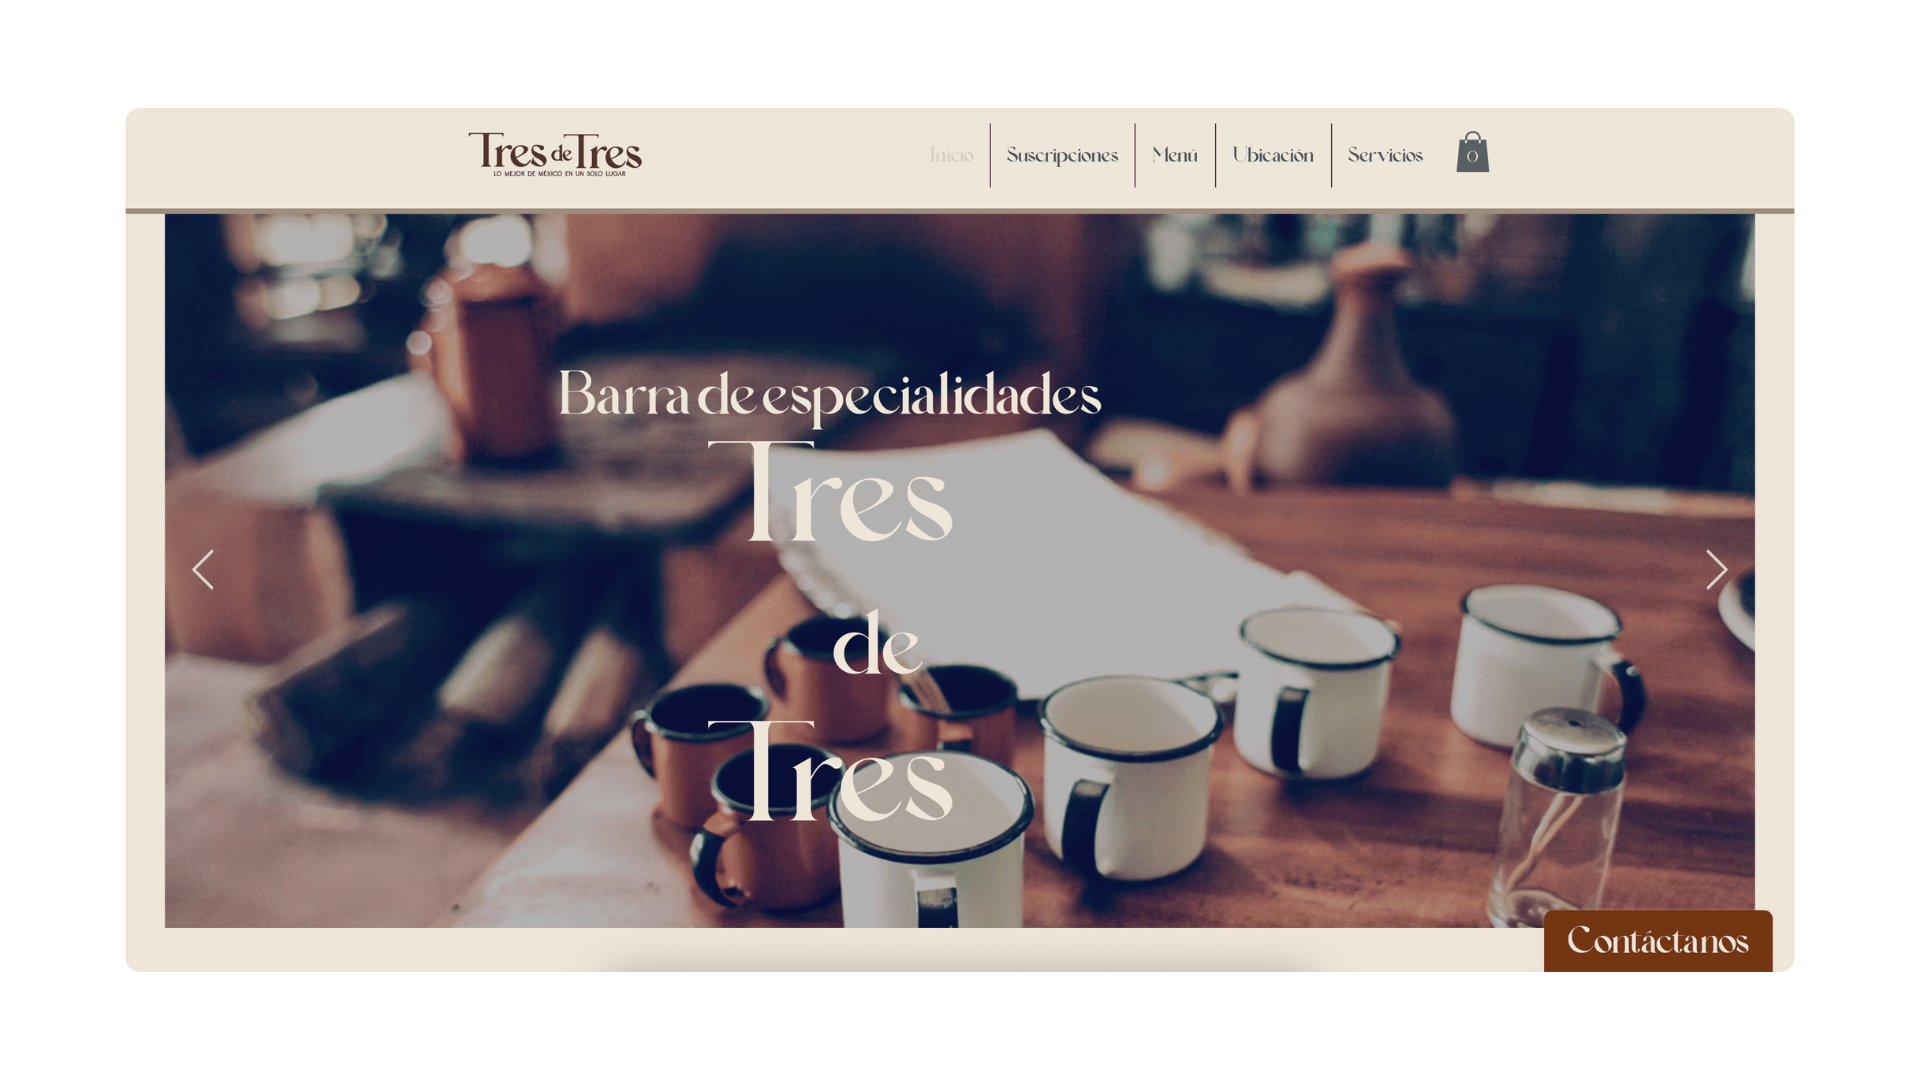 Tres de Tres
LO MEJOR DE MÉXICO EN UN SOLO LUGAR
Inicio
Suscripciones
Menú
Ubicación
Servicios
0
Barra de especialidades
Tres
de
Tres
Contáctanos